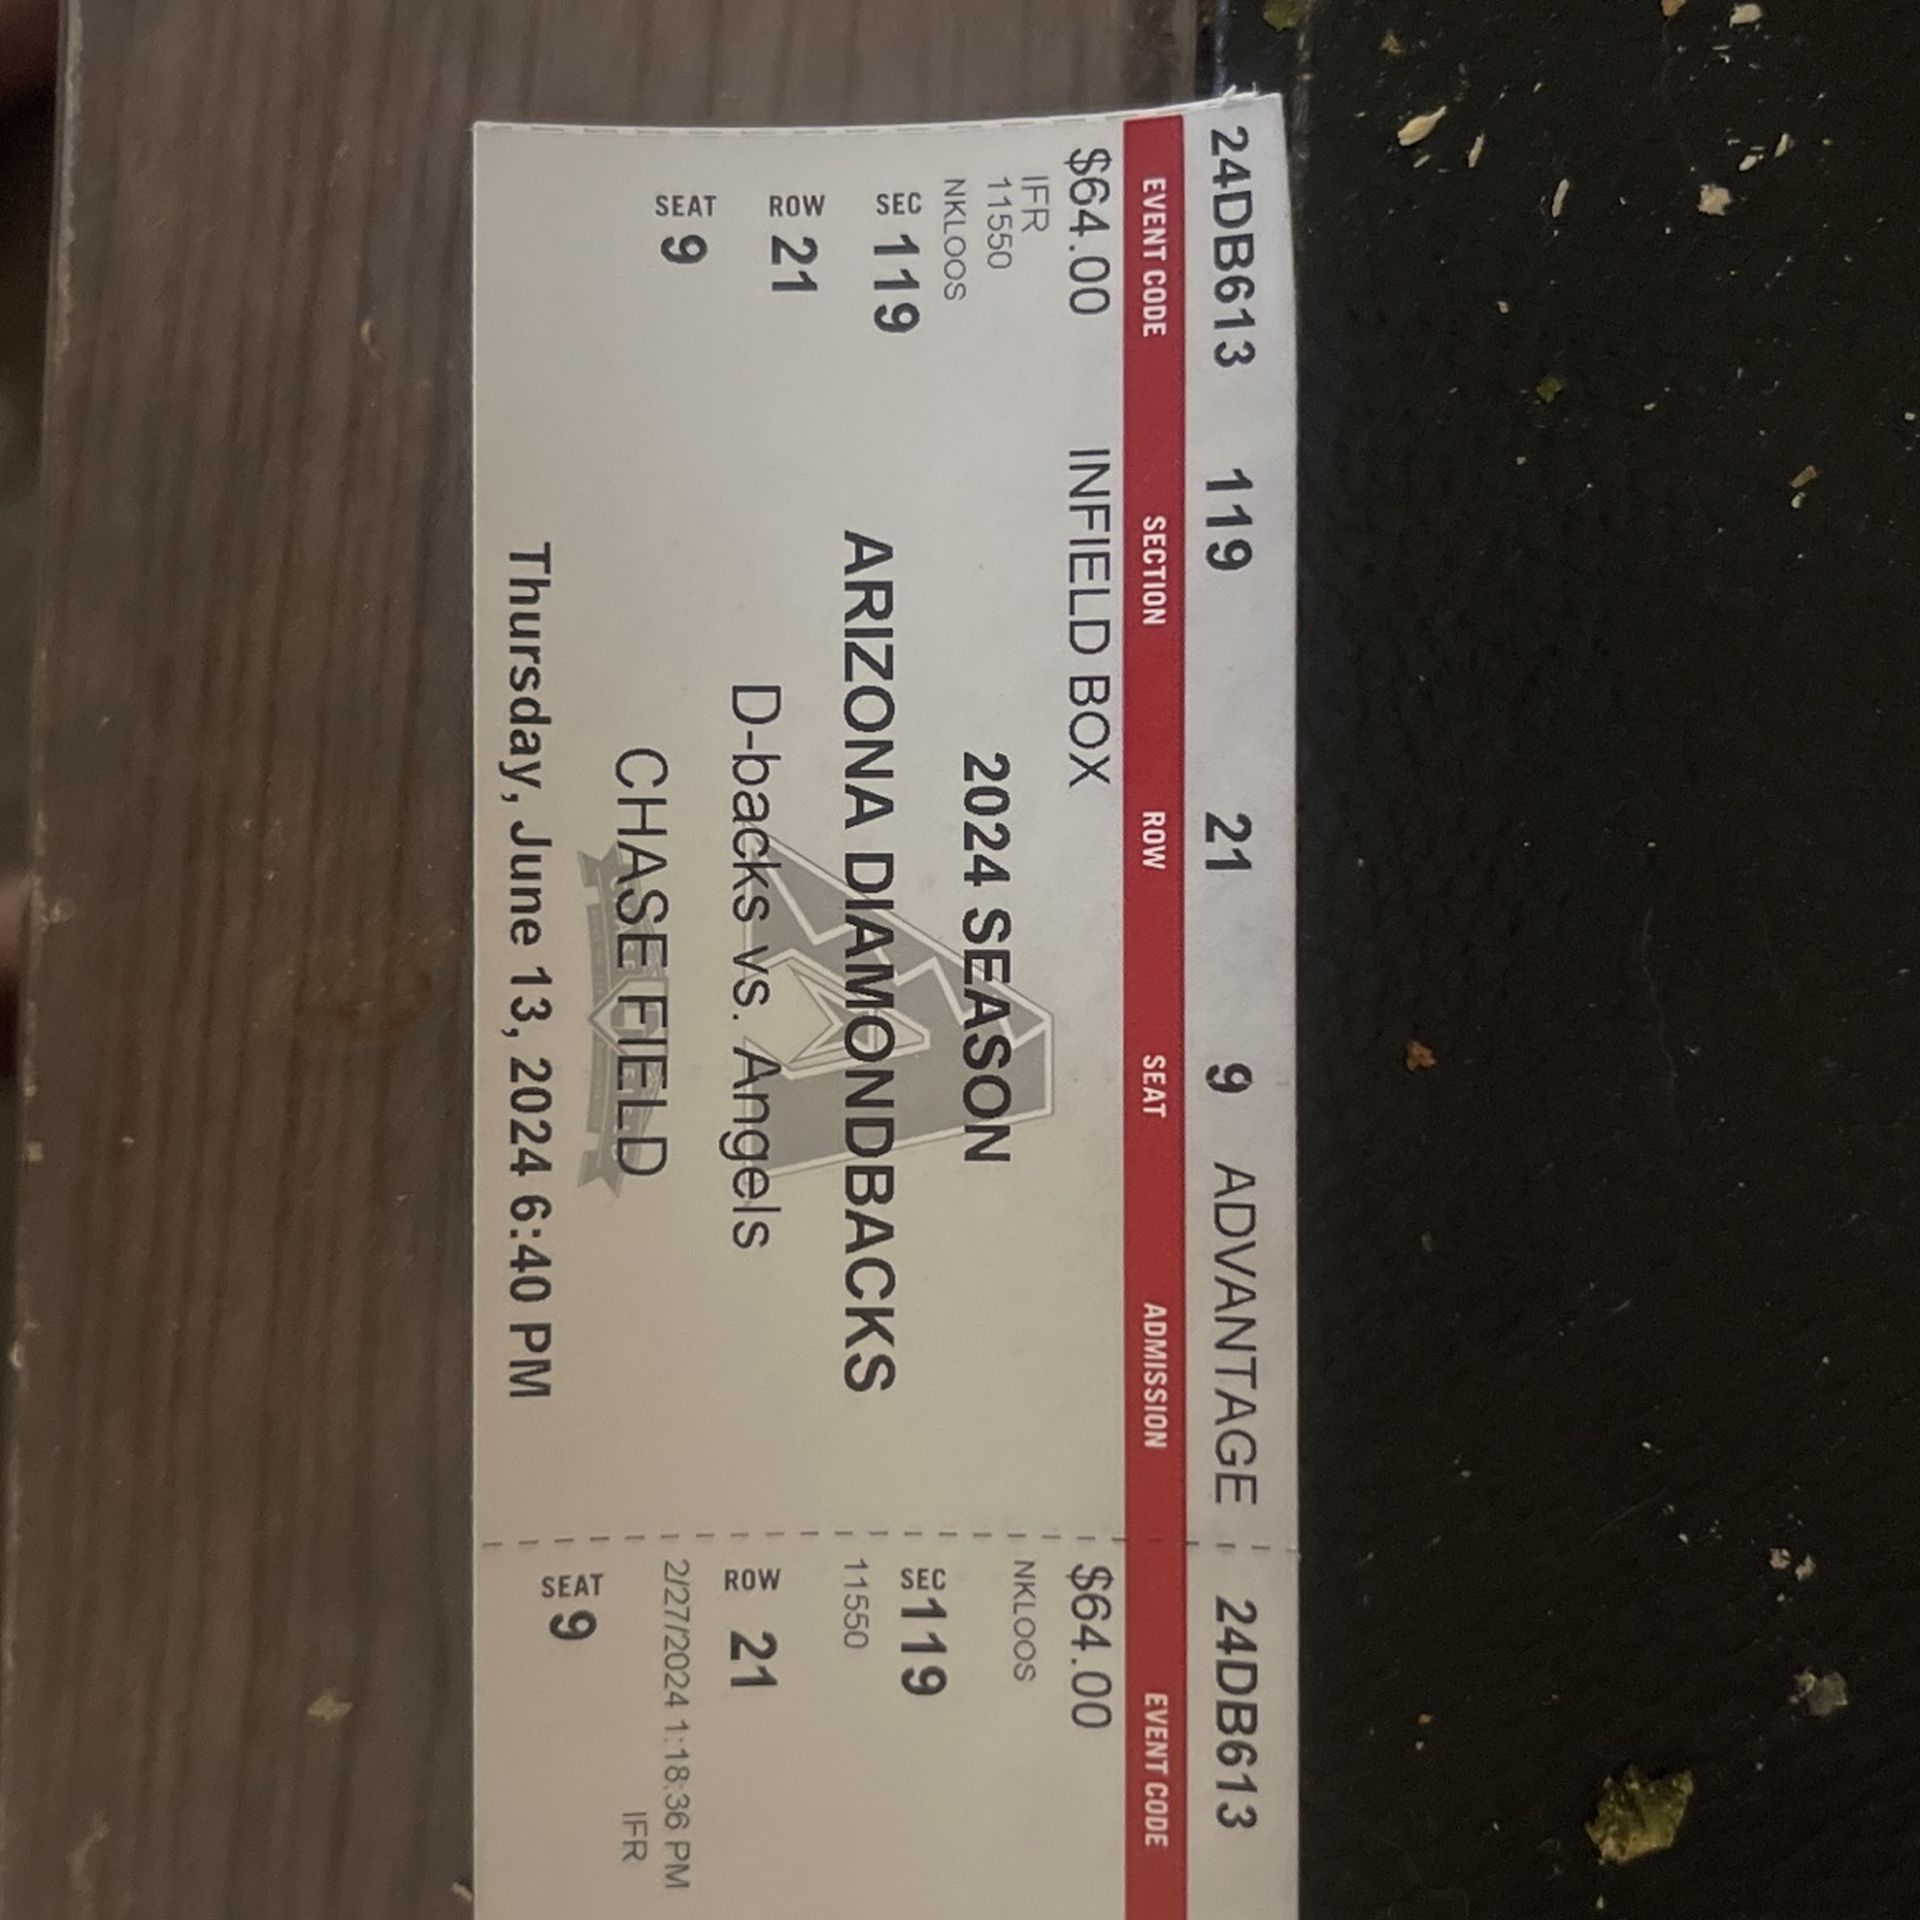 24DB613 119 21 9 ADVANTAGE 24DB613
EVENT CODE SECTION ROW SEAT ADMISSION EVENT CODE
$64.00 INFIELD BOX
IFR
11550
NKLOOS
SEC 119
ROW 21
SEAT 9
2024 SEASON
ARIZONA DIAMONDBACKS
D-backs vs. Angels
CHASE FIELD
Thursday, June 13, 2024 6:40 PM
$64.00
NKLOOS
SEC 119
11550
ROW 21
2/27/2024 1:18:36 PM
IFR
SEAT 9